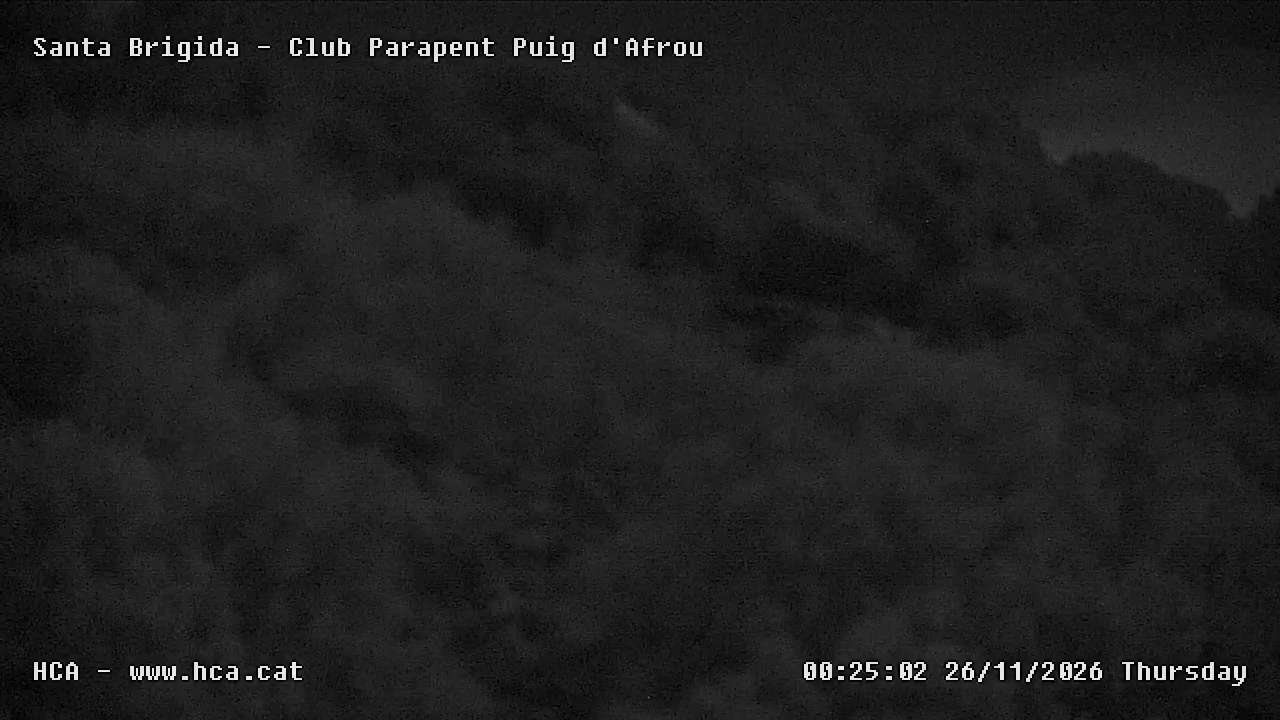 Santa Brigida - Club Parapent Puig d'Afrou
HCA - www.hca.cat
00:25:02 26/11/2026 Thursday